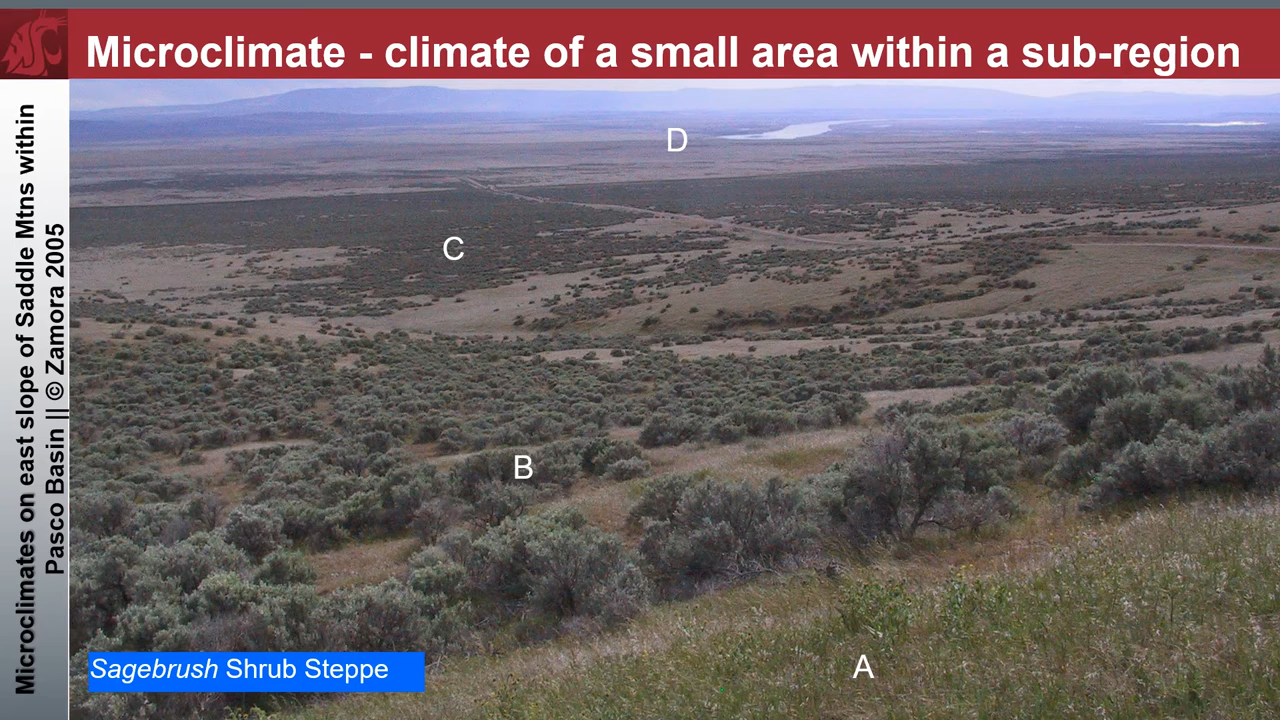 Microclimate - climate of a small area within a sub-region
Microclimates on east slope of Saddle Mtns within
Pasco Basin || © Zamora 2005
D
C
B
A
Sagebrush Shrub Steppe